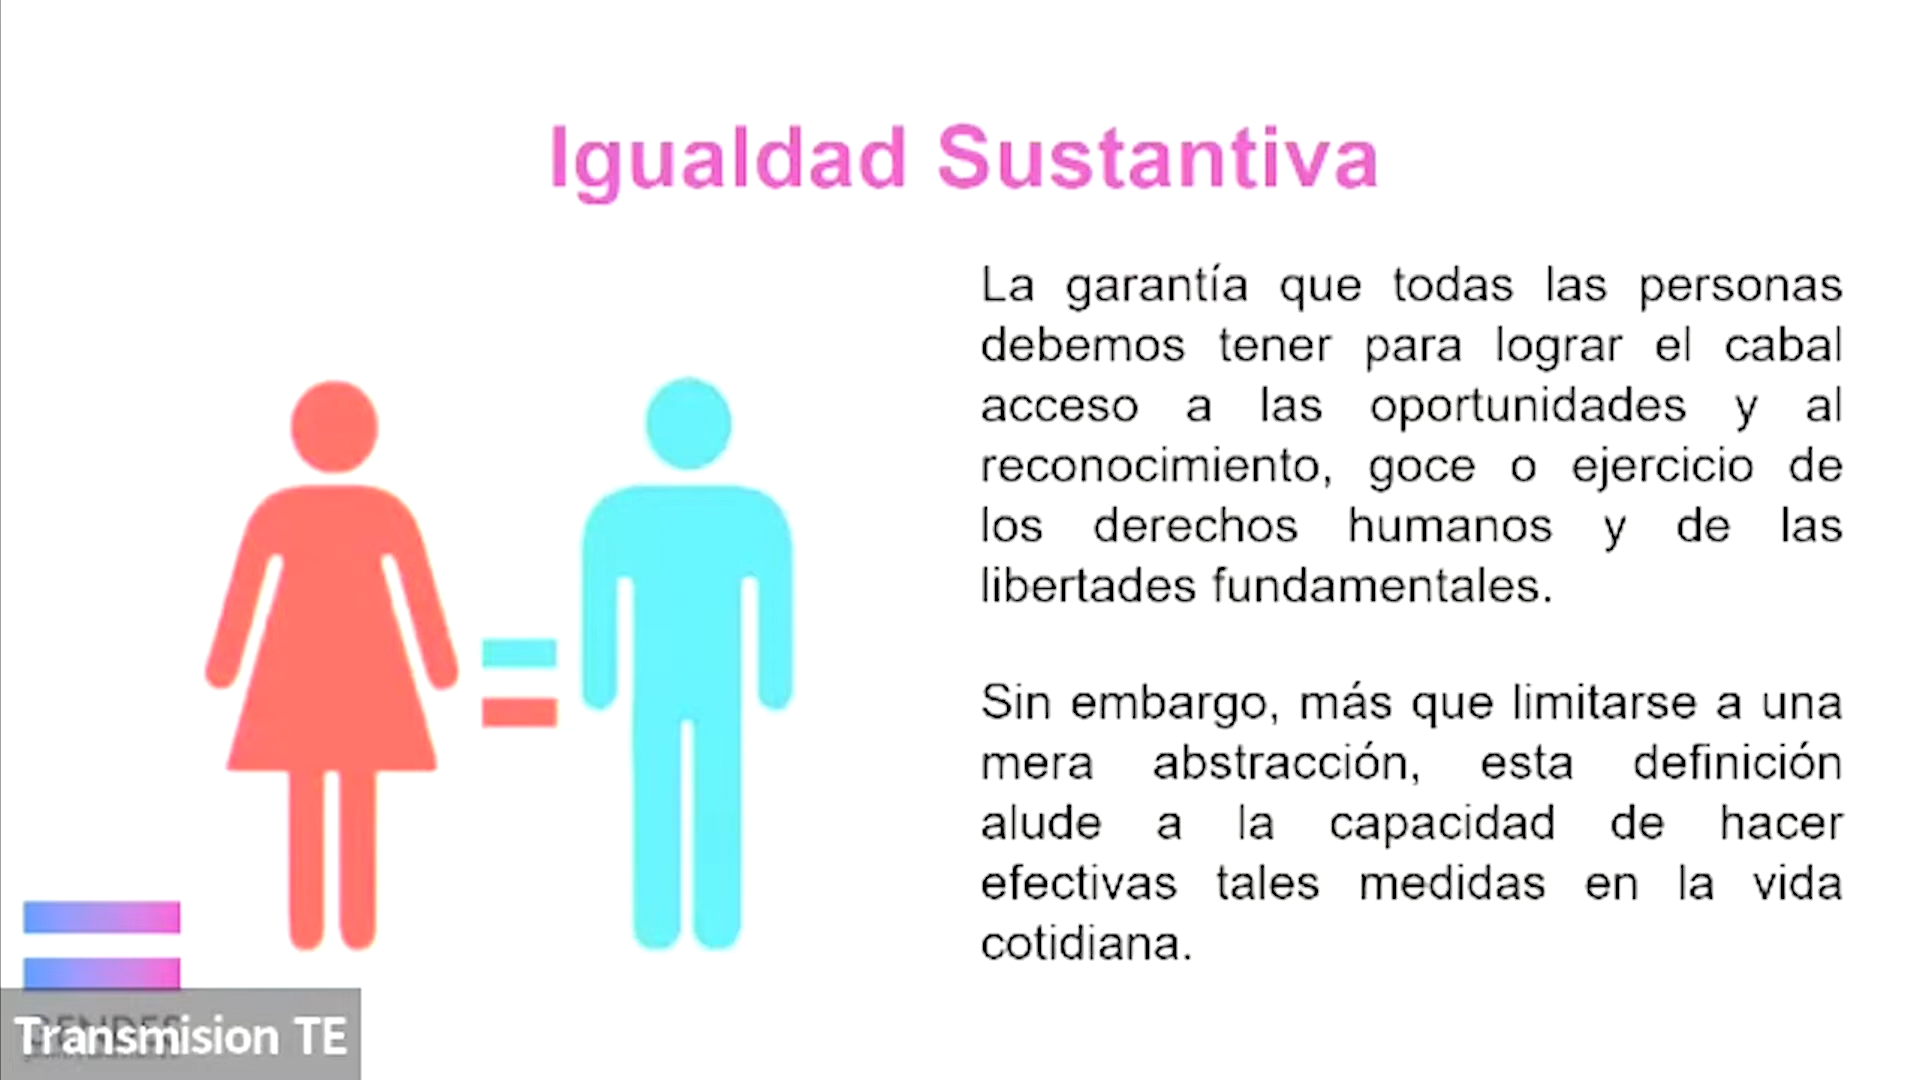 Igualdad Sustantiva
La garantía que todas las personas
debemos tener para lograr el cabal
acceso a las oportunidades y al
reconocimiento, goce o ejercicio de
los derechos humanos y de las
libertades fundamentales.
Sin embargo, más que limitarse a una
mera abstracción, esta definición
alude a la capacidad de hacer
efectivas tales medidas en la vida
cotidiana.
Transmision TE